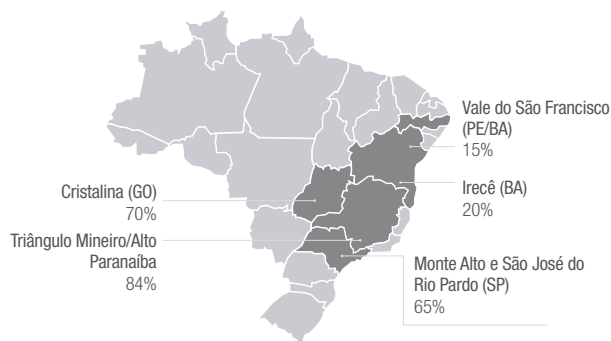 Vale do São Francisco
(PE/BA)
15%
Irecê (BA)
20%
Cristalina (GO)
70%
Triângulo Mineiro/Alto
Paranaíba
84%
Monte Alto e São José do
Rio Pardo (SP)
65%